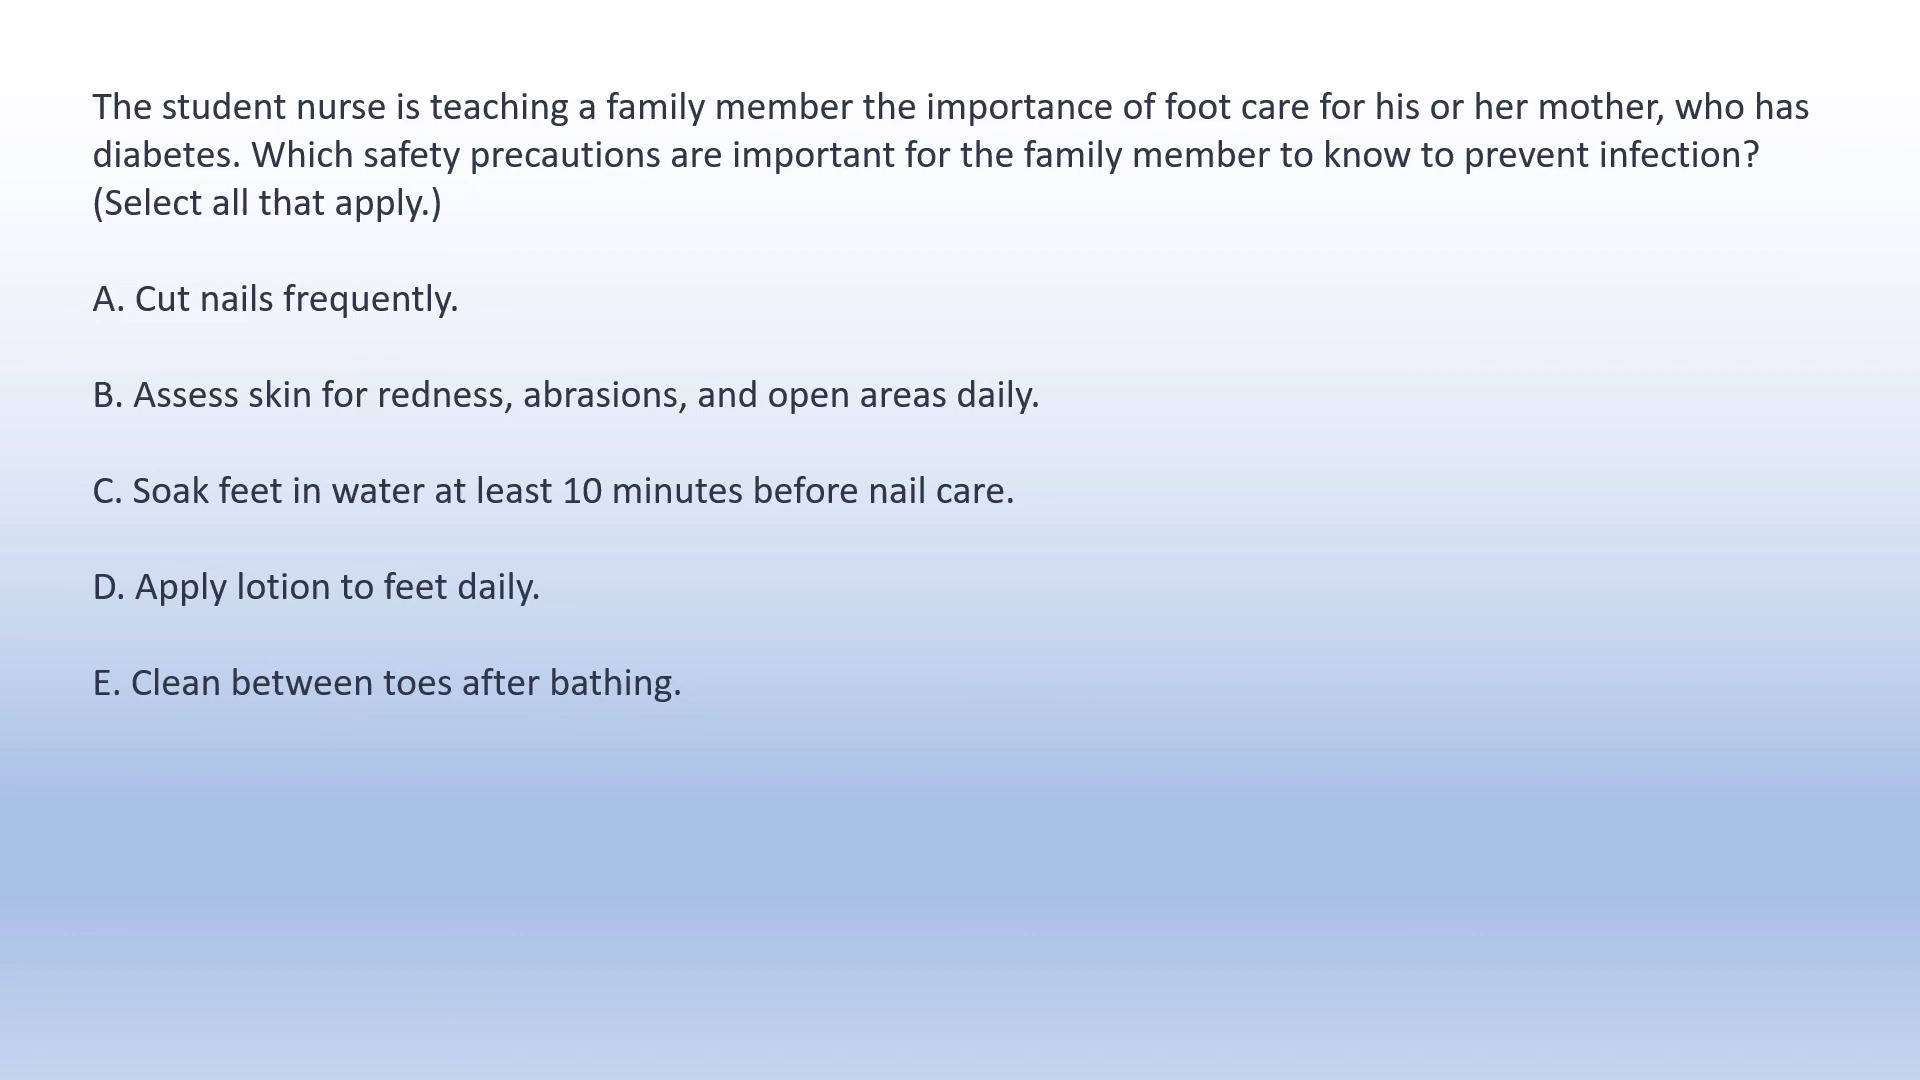 The student nurse is teaching a family member the importance of foot care for his or her mother, who has
diabetes. Which safety precautions are important for the family member to know to prevent infection?
(Select all that apply.)
A. Cut nails frequently.
B. Assess skin for redness, abrasions, and open areas daily.
C. Soak feet in water at least 10 minutes before nail care.
D. Apply lotion to feet daily.
E. Clean between toes after bathing.